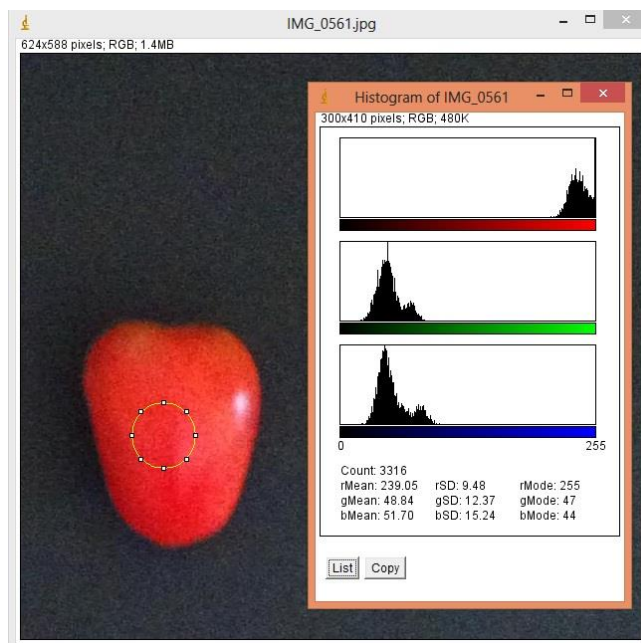 IMG_0561.jpg
624x588 pixels; RGB; 1.4MB
Histogram of IMG_0561
300x410 pixels; RGB; 480K
0 255
Count: 3316
rMean: 239.05 rSD: 9.48 rMode: 255
gMean: 48.84 gSD: 12.37 gMode: 47
bMean: 51.70 bSD: 15.24 bMode: 44
List Copy